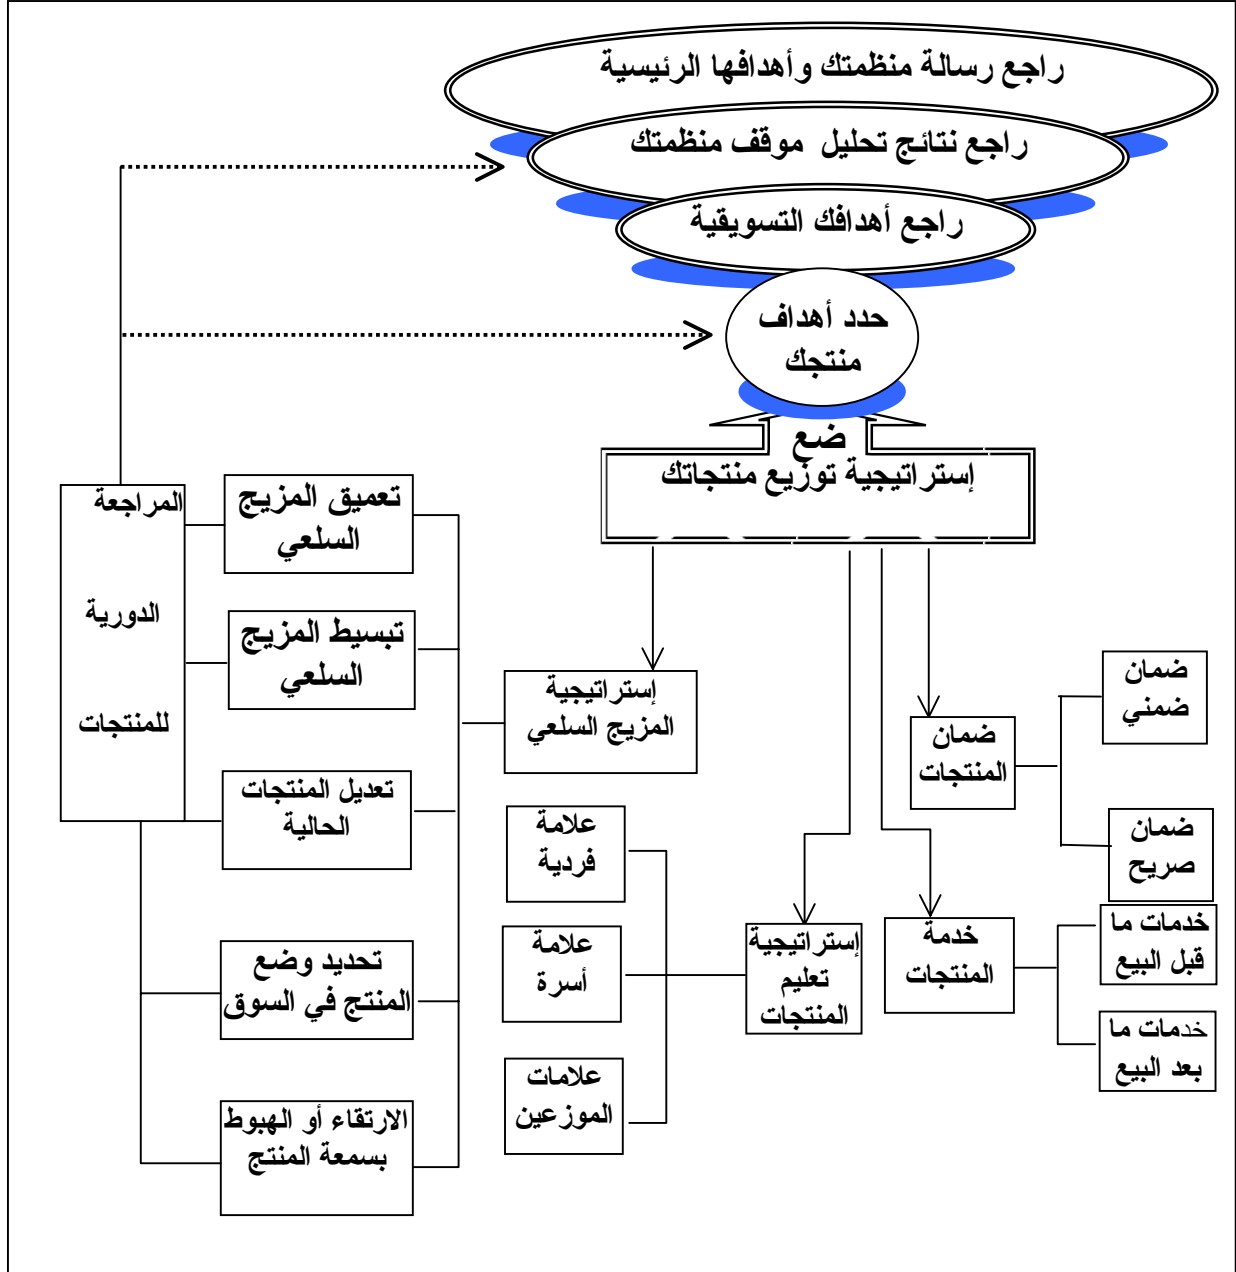 راجع رسالة منظمتك وأهدافها الرئيسية
راجع نتائج تحليل موقف منظمتك
راجع أهدافك التسويقية
حدد أهداف
منتجك
ضع
إستراتيجية توزيع منتجاتك
ضمان
ضمني
ضمان
المنتجات
ضمان
صريح
خدمات ما
قبل البيع
خدمة
المنتجات
خدمات ما
بعد البيع
إستراتيجية
تعليم
المنتجات
علامة
فردية
علامة
أسرة
علامات
الموزعين
إستراتيجية
المزيج السلعي
تعميق المزيج
السلعي
تبسيط المزيج
السلعي
تعديل المنتجات
الحالية
تحديد وضع
المنتج في السوق
الارتقاء أو الهبوط
بسمعة المنتج
المراجعة
الدورية
للمنتجات